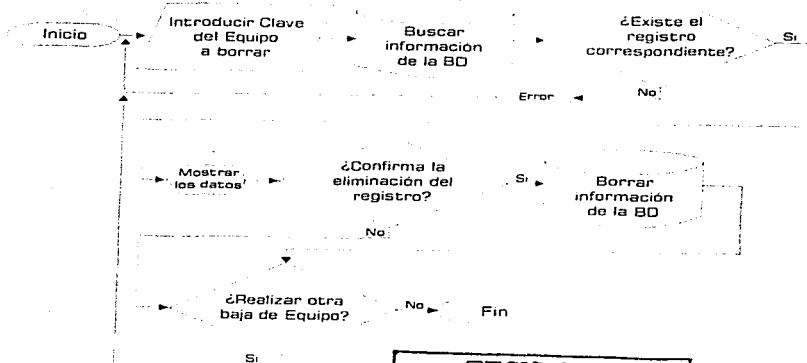 Inicio
Introducir Clave
del Equipo
a borrar
Buscar
información
de la BD
¿Existe el
registro
correspondiente?
Si
No
Error
Mostrar
los datos
¿Confirma la
eliminación del
registro?
Si
Borrar
información
de la BD
No
¿Realizar otra
baja de Equipo?
No
Fin
Si